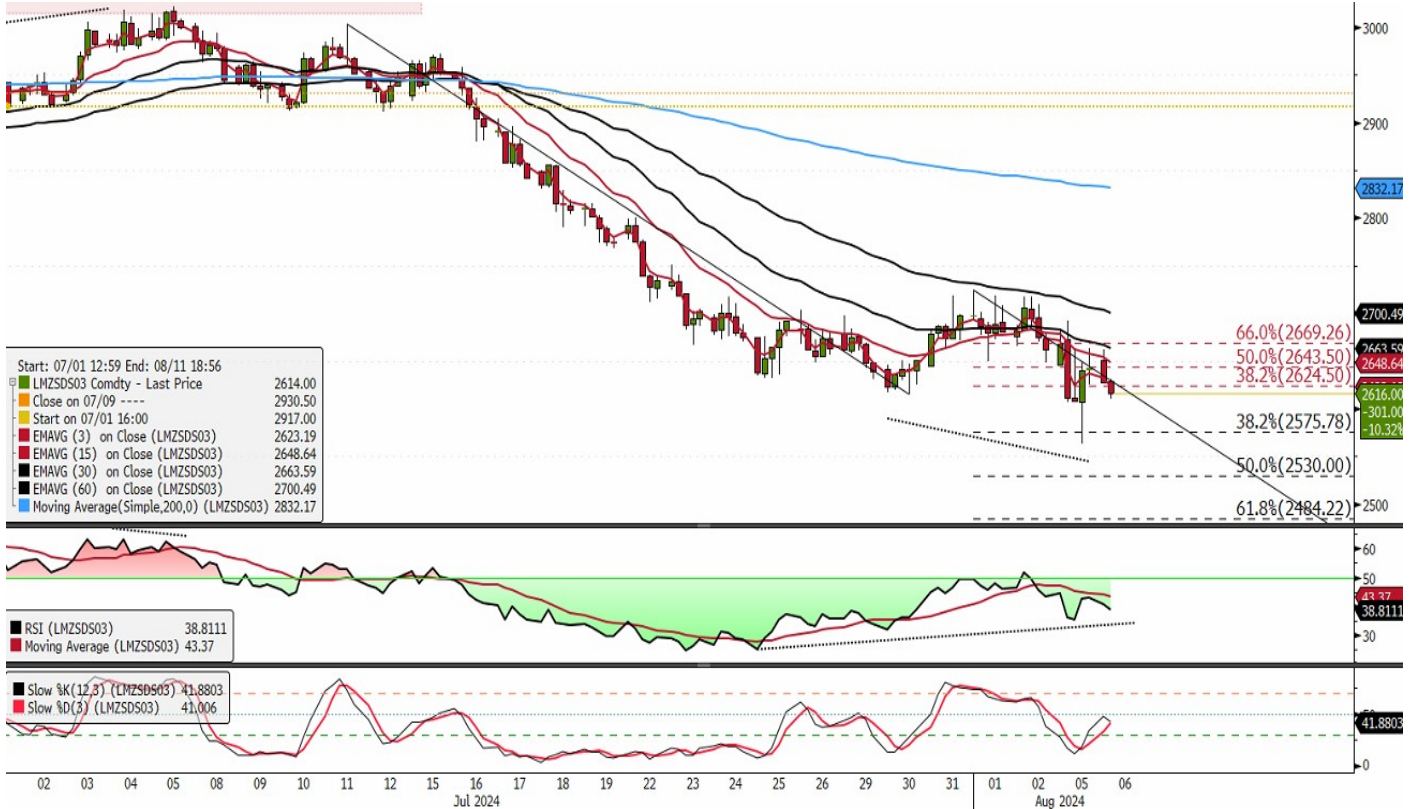 3000
2900
2832.17
2800
2700.49
66.0%(2669.26)
2663.59
50.0%(2643.50)
2648.64
38.2%(2624.50)
2616.00
-301.00
-10.32%
38.2%(2575.78)
50.0%(2530.00)
61.8%(2484.22)
2500
Start: 07/01 12:59 End: 08/11 18:56
LMZSDS03 Comdty - Last Price 2614.00
Close on 07/09 ---- 2930.50
Start on 07/01 16:00 2917.00
EMAVG (3) on Close (LMZSDS03) 2623.19
EMAVG (15) on Close (LMZSDS03) 2648.64
EMAVG (30) on Close (LMZSDS03) 2663.59
EMAVG (60) on Close (LMZSDS03) 2700.49
Moving Average(Simple,200,0) (LMZSDS03) 2832.17
60
50
43.37
38.8111
30
RSI (LMZSDS03) 38.8111
Moving Average (LMZSDS03) 43.37
Slow %K(12,3) (LMZSDS03) 41.8803
Slow %D(3) (LMZSDS03) 41.006
41.8803
0
02 03 04 05 08 09 10 11 12 15 16 17 18 19 22 23 24 25 26 29 30 31 01 02 05 06
Jul 2024 Aug 2024